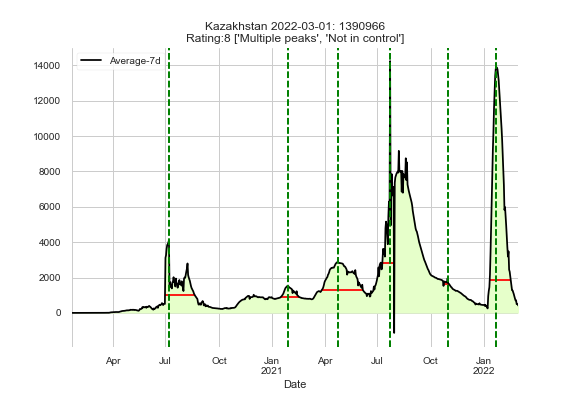 Kazakhstan 2022-03-01: 1390966
Rating:8 ['Multiple peaks', 'Not in control']
Average-7d
14000
12000
10000
8000
6000
4000
2000
0
Apr Jul Oct Jan Apr Jul Oct Jan
2021 2022
Date